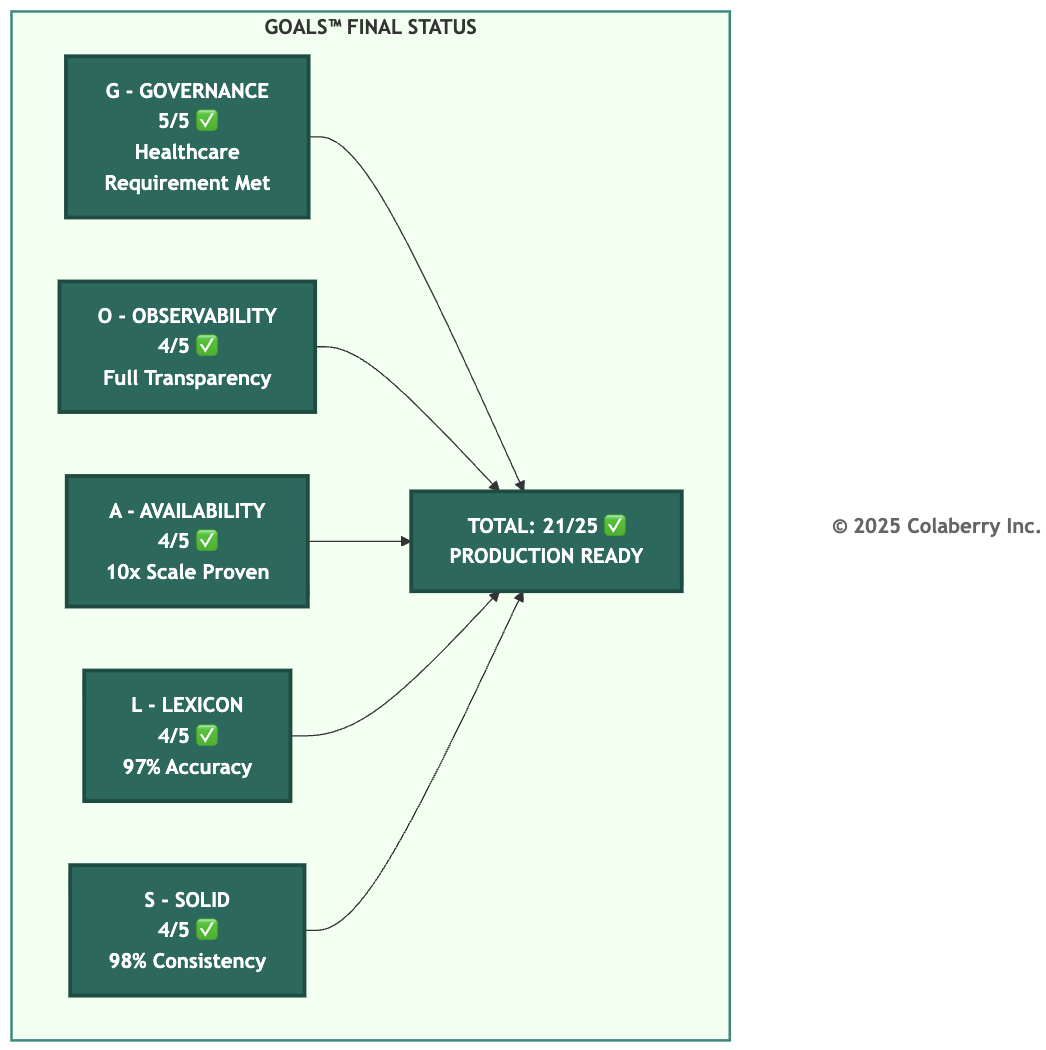 GOALS™ FINAL STATUS
G - GOVERNANCE
5/5 ✅
Healthcare
Requirement Met
O - OBSERVABILITY
4/5 ✅
Full Transparency
A - AVAILABILITY
4/5 ✅
10x Scale Proven
L - LEXICON
4/5 ✅
97% Accuracy
S - SOLID
4/5 ✅
98% Consistency
TOTAL: 21/25 ✅
PRODUCTION READY
© 2025 Colaberry Inc.